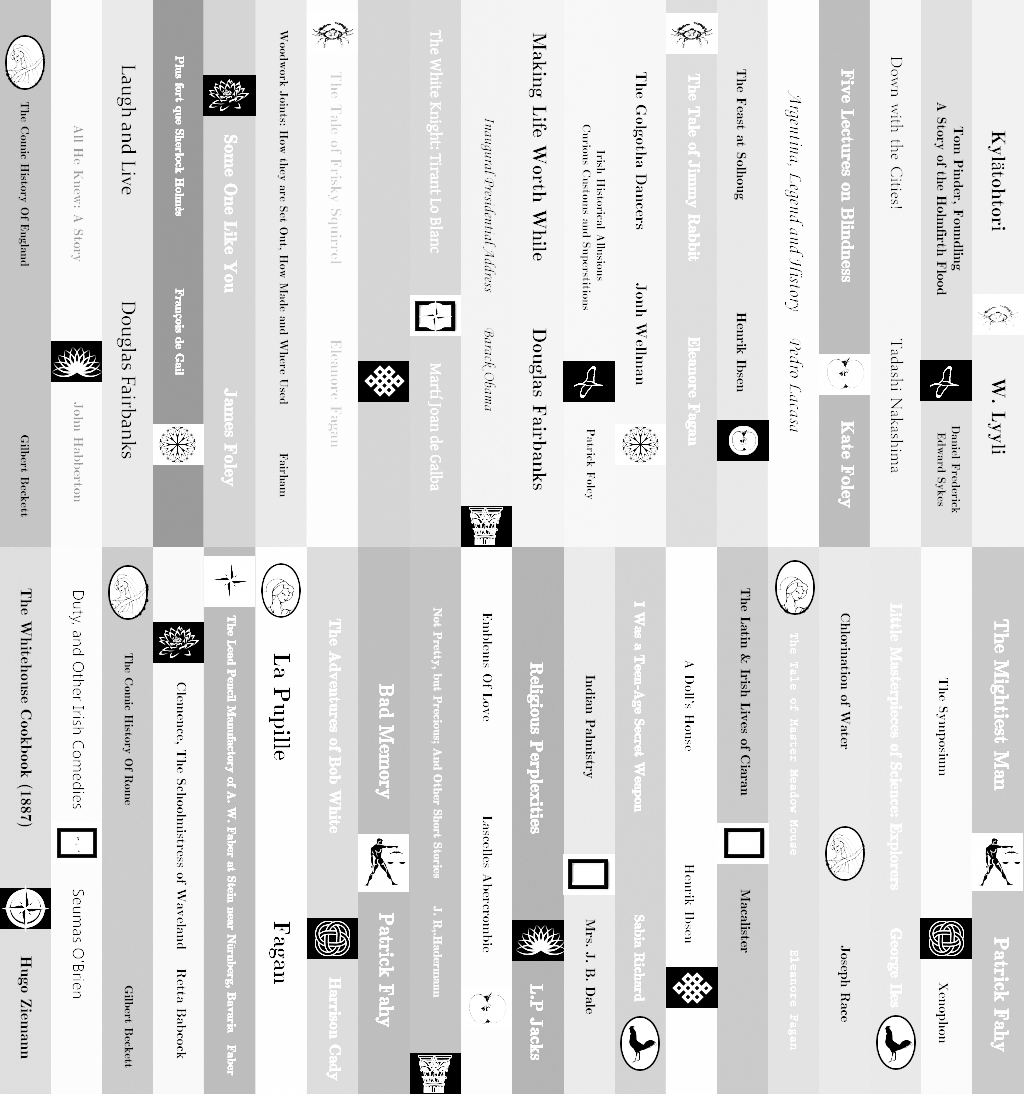 The Comic History Of England
Gilbert Beckett
All He Knew: A Story
John Habberton
Laugh and Live
Douglas Fairbanks
Plus fort que Sherlock Holmès
François de Gail
Some One Like You
James Foley
Woodwork Joints: How they are Set Out, How Made and Where Used
Fairham
The Tale of Frisky Squirrel
Eleanore Fagan
The White Knight: Tirant Lo Blanc
Martí Joan de Galba
Inaugural Presidential Address
Barack Obama
Making Life Worth While
Douglas Fairbanks
Irish Historical Allusions
Curious Customs and Superstitions
Patrick Foley
The Golgotha Dancers
Jonh Wellman
The Tale of Jimmy Rabbit
Eleanore Fagan
The Feast at Solhoug
Henrik Ibsen
Argentina, Legend and History
Pedro Lacasa
Five Lectures on Blindness
Kate Foley
Down with the Cities!
Tadashi Nakashima
Tom Pinder, Foundling
A Story of the Holmfirth Flood
Daniel Frederick
Edward Sykes
Kylätohtori
W. Lyyli
The Whitehouse Cookbook (1887)
Hugo Ziemann
Duty, and Other Irish Comedies
Seumas O'Brien
The Comic History Of Rome
Gilbert Beckett
Clemence, The Schoolmistress of Waveland
Retta Babcock
The Lead Pencil Manufactory of A. W. Faber at Stein near Nürnberg, Bavaria
Faber
La Pupille
Fagan
The Adventures of Bob White
Harrison Cady
Bad Memory
Patrick Fahy
Not Pretty, but Precious; And Other Short Stories
J. R.,Hadermann
Emblems Of Love
Lascelles Abercrombie
Religious Perplexities
L.P Jacks
Indian Palmistry
Mrs. J. B. Dale
I Was a Teen-Age Secret Weapon
Sabia Richard
A Doll's House
Henrik Ibsen
The Latin & Irish Lives of Ciaran
Macalister
The Tale of Master Meadow Mouse
Eleanore Fagan
Chlorination of Water
Joseph Race
Little Masterpieces of Science: Explorers
George Iles
The Symposium
Xenophon
The Mightiest Man
Patrick Fahy